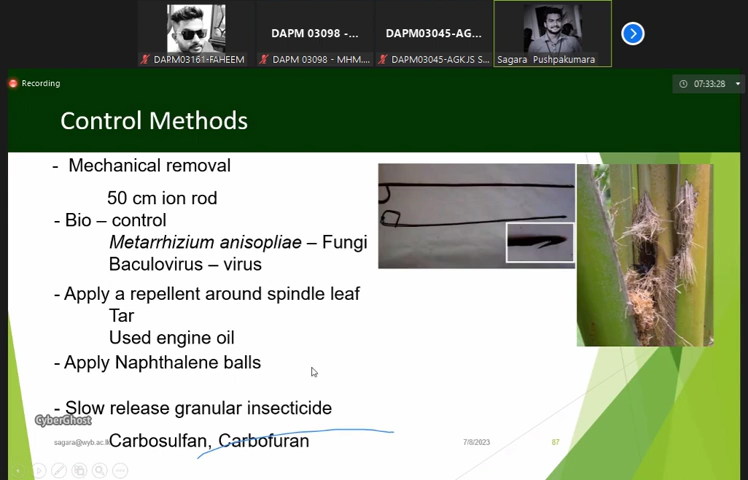 DAPM 03098 -...
DAPM03045-AG...
DAPM03161-FAHEEM
DAPM 03098 - MHM....
DAPM03045-AGKJS S...
Sagara Pushpakumara
Recording
07:33:28
Control Methods
- Mechanical removal
50 cm ion rod
- Bio – control
Metarrhizium anisopliae – Fungi
Baculovirus – virus
- Apply a repellent around spindle leaf
Tar
Used engine oil
- Apply Naphthalene balls
- Slow release granular insecticide
CyberGhost
Carbosulfan, Carbofuran
sagara@wyb.ac.lk
7/8/2023
87